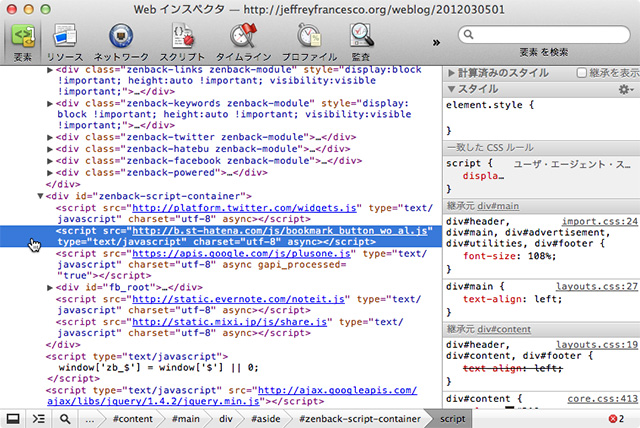 Web インスペクタ — http://jeffreyfrancesco.org/weblog/2012030501
要素 リソース ネットワーク スクリプト タイムライン プロファイル 監査 » 要素 を検索
<div class="zenback-links zenback-module" style="display:block
!important; height:auto !important; visibility:visible
!important;">…</div>
▶<div class="zenback-keywords zenback-module" style="display:
block !important; height:auto !important; visibility:visible
!important;">…</div>
▶<div class="zenback-twitter zenback-module">…</div>
▶<div class="zenback-hatebu zenback-module">…</div>
▶<div class="zenback-facebook zenback-module">…</div>
▶<div class="zenback-powered">…</div>
</div>
▼<div id="zenback-script-container">
<script src="http://platform.twitter.com/widgets.js" type="text/
javascript" charset="utf-8" async></script>
<script src="http://b.st-hatena.com/js/bookmark_button_wo_al.js"
type="text/javascript" charset="utf-8" async></script>
<script src="https://apis.google.com/js/plusone.js" type="text/
javascript" charset="utf-8" async gapi_processed=
"true"></script>
▶<div id="fb_root">…</div>
<script src="http://static.evernote.com/noteit.js" type="text/
javascript" charset="utf-8" async></script>
<script src="http://static.mixi.jp/js/share.js" type="text/
javascript" charset="utf-8" async></script>
</div>
<script type="text/javascript">
window['zb_$'] = window['$'] || 0;
</script>
<script type="text/javascript" src="http://ajax.googleapis.com/
ajax/libs/jquery/1.4.2/jquery.min.js"></script>
▶ 計算済みのスタイル 継承を表示
▼ スタイル
element.style {
}
一致した CSS ルール
script { ユーザ・エージェント・ス…
displa…
}
継承元 div#main
div#header, import.css:24
div#main, div#advertisement,
div#utilities, div#footer {
font-size: 108%;
}
div#main { layouts.css:27
text-align: left;
}
継承元 div#content
div#header, layouts.css:19
div#content, div#footer {
text-align: left;
}
div#content { core.css:413
… #content #main div #aside #zenback-script-container script 2